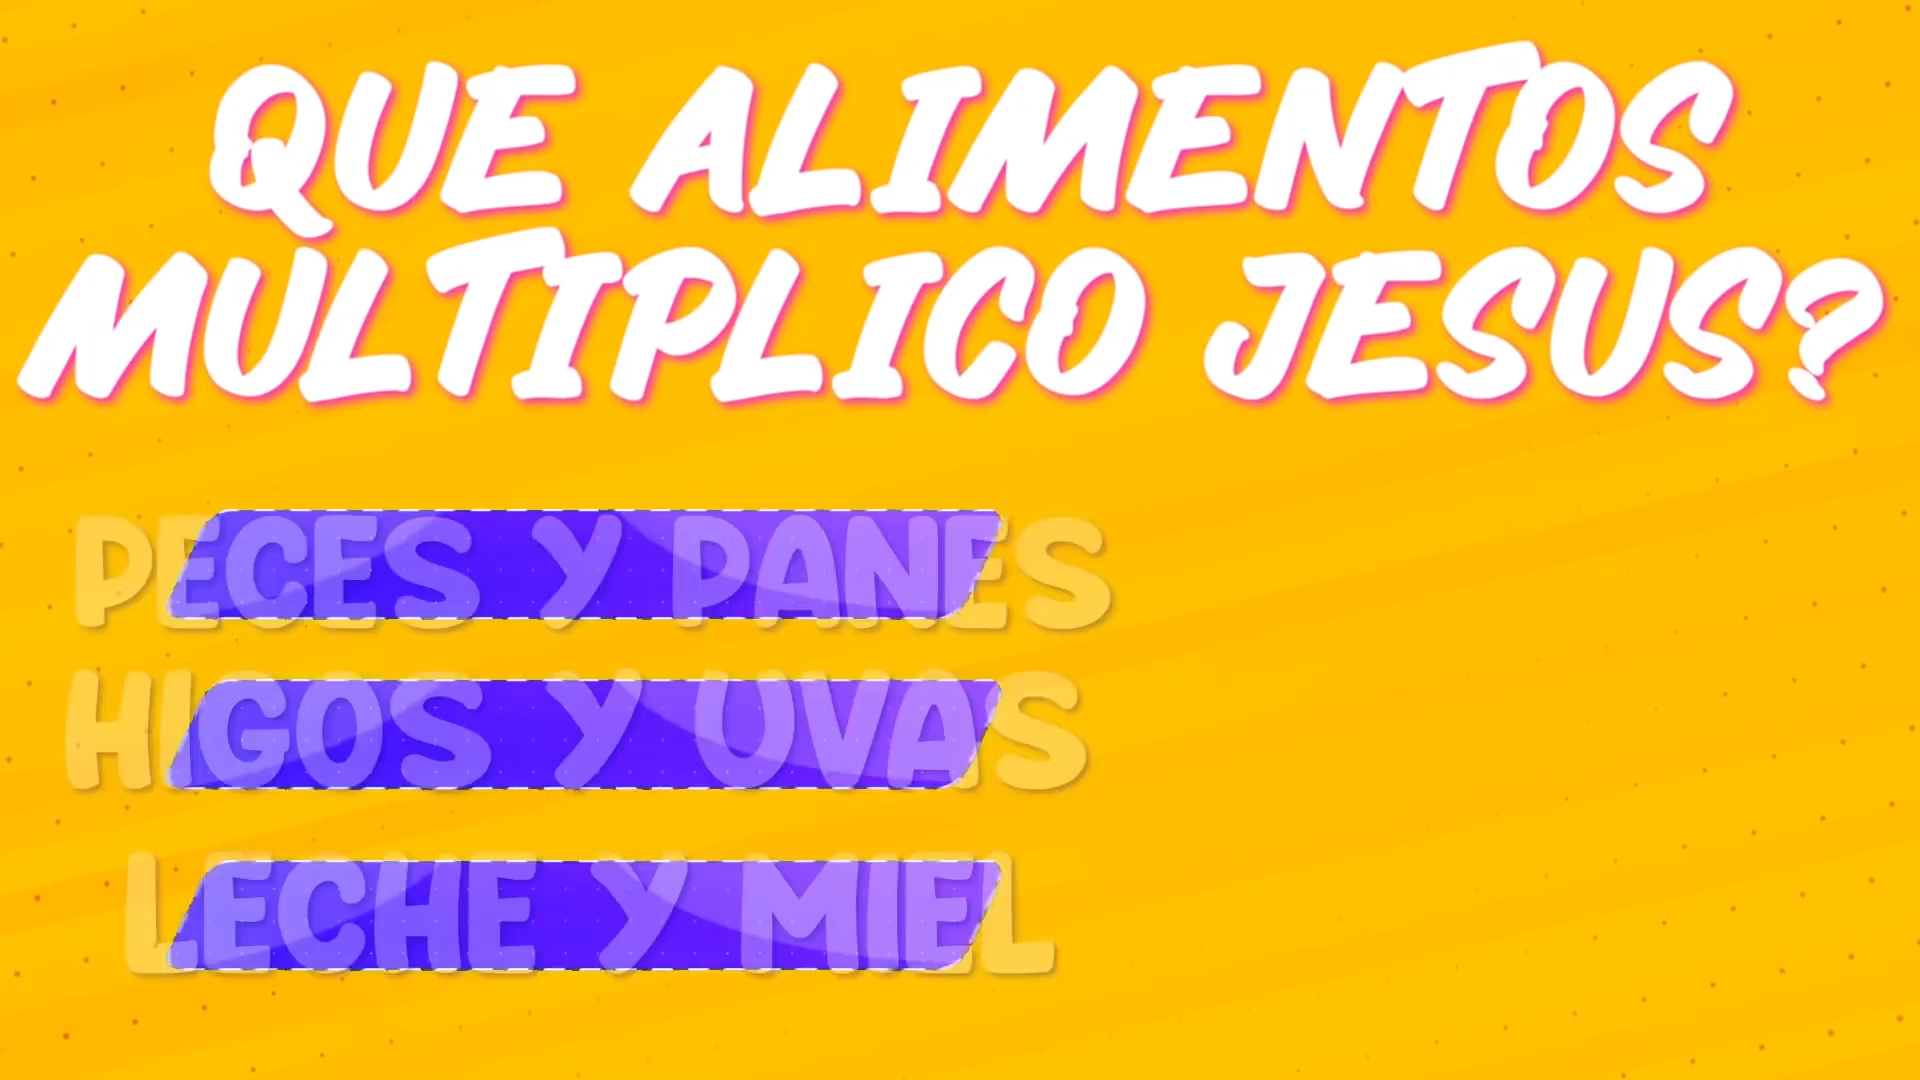 QUE ALIMENTOS
MULTIPLICO JESUS?
PECES Y PANES
HIGOS Y UVAS
LECHE Y MIEL